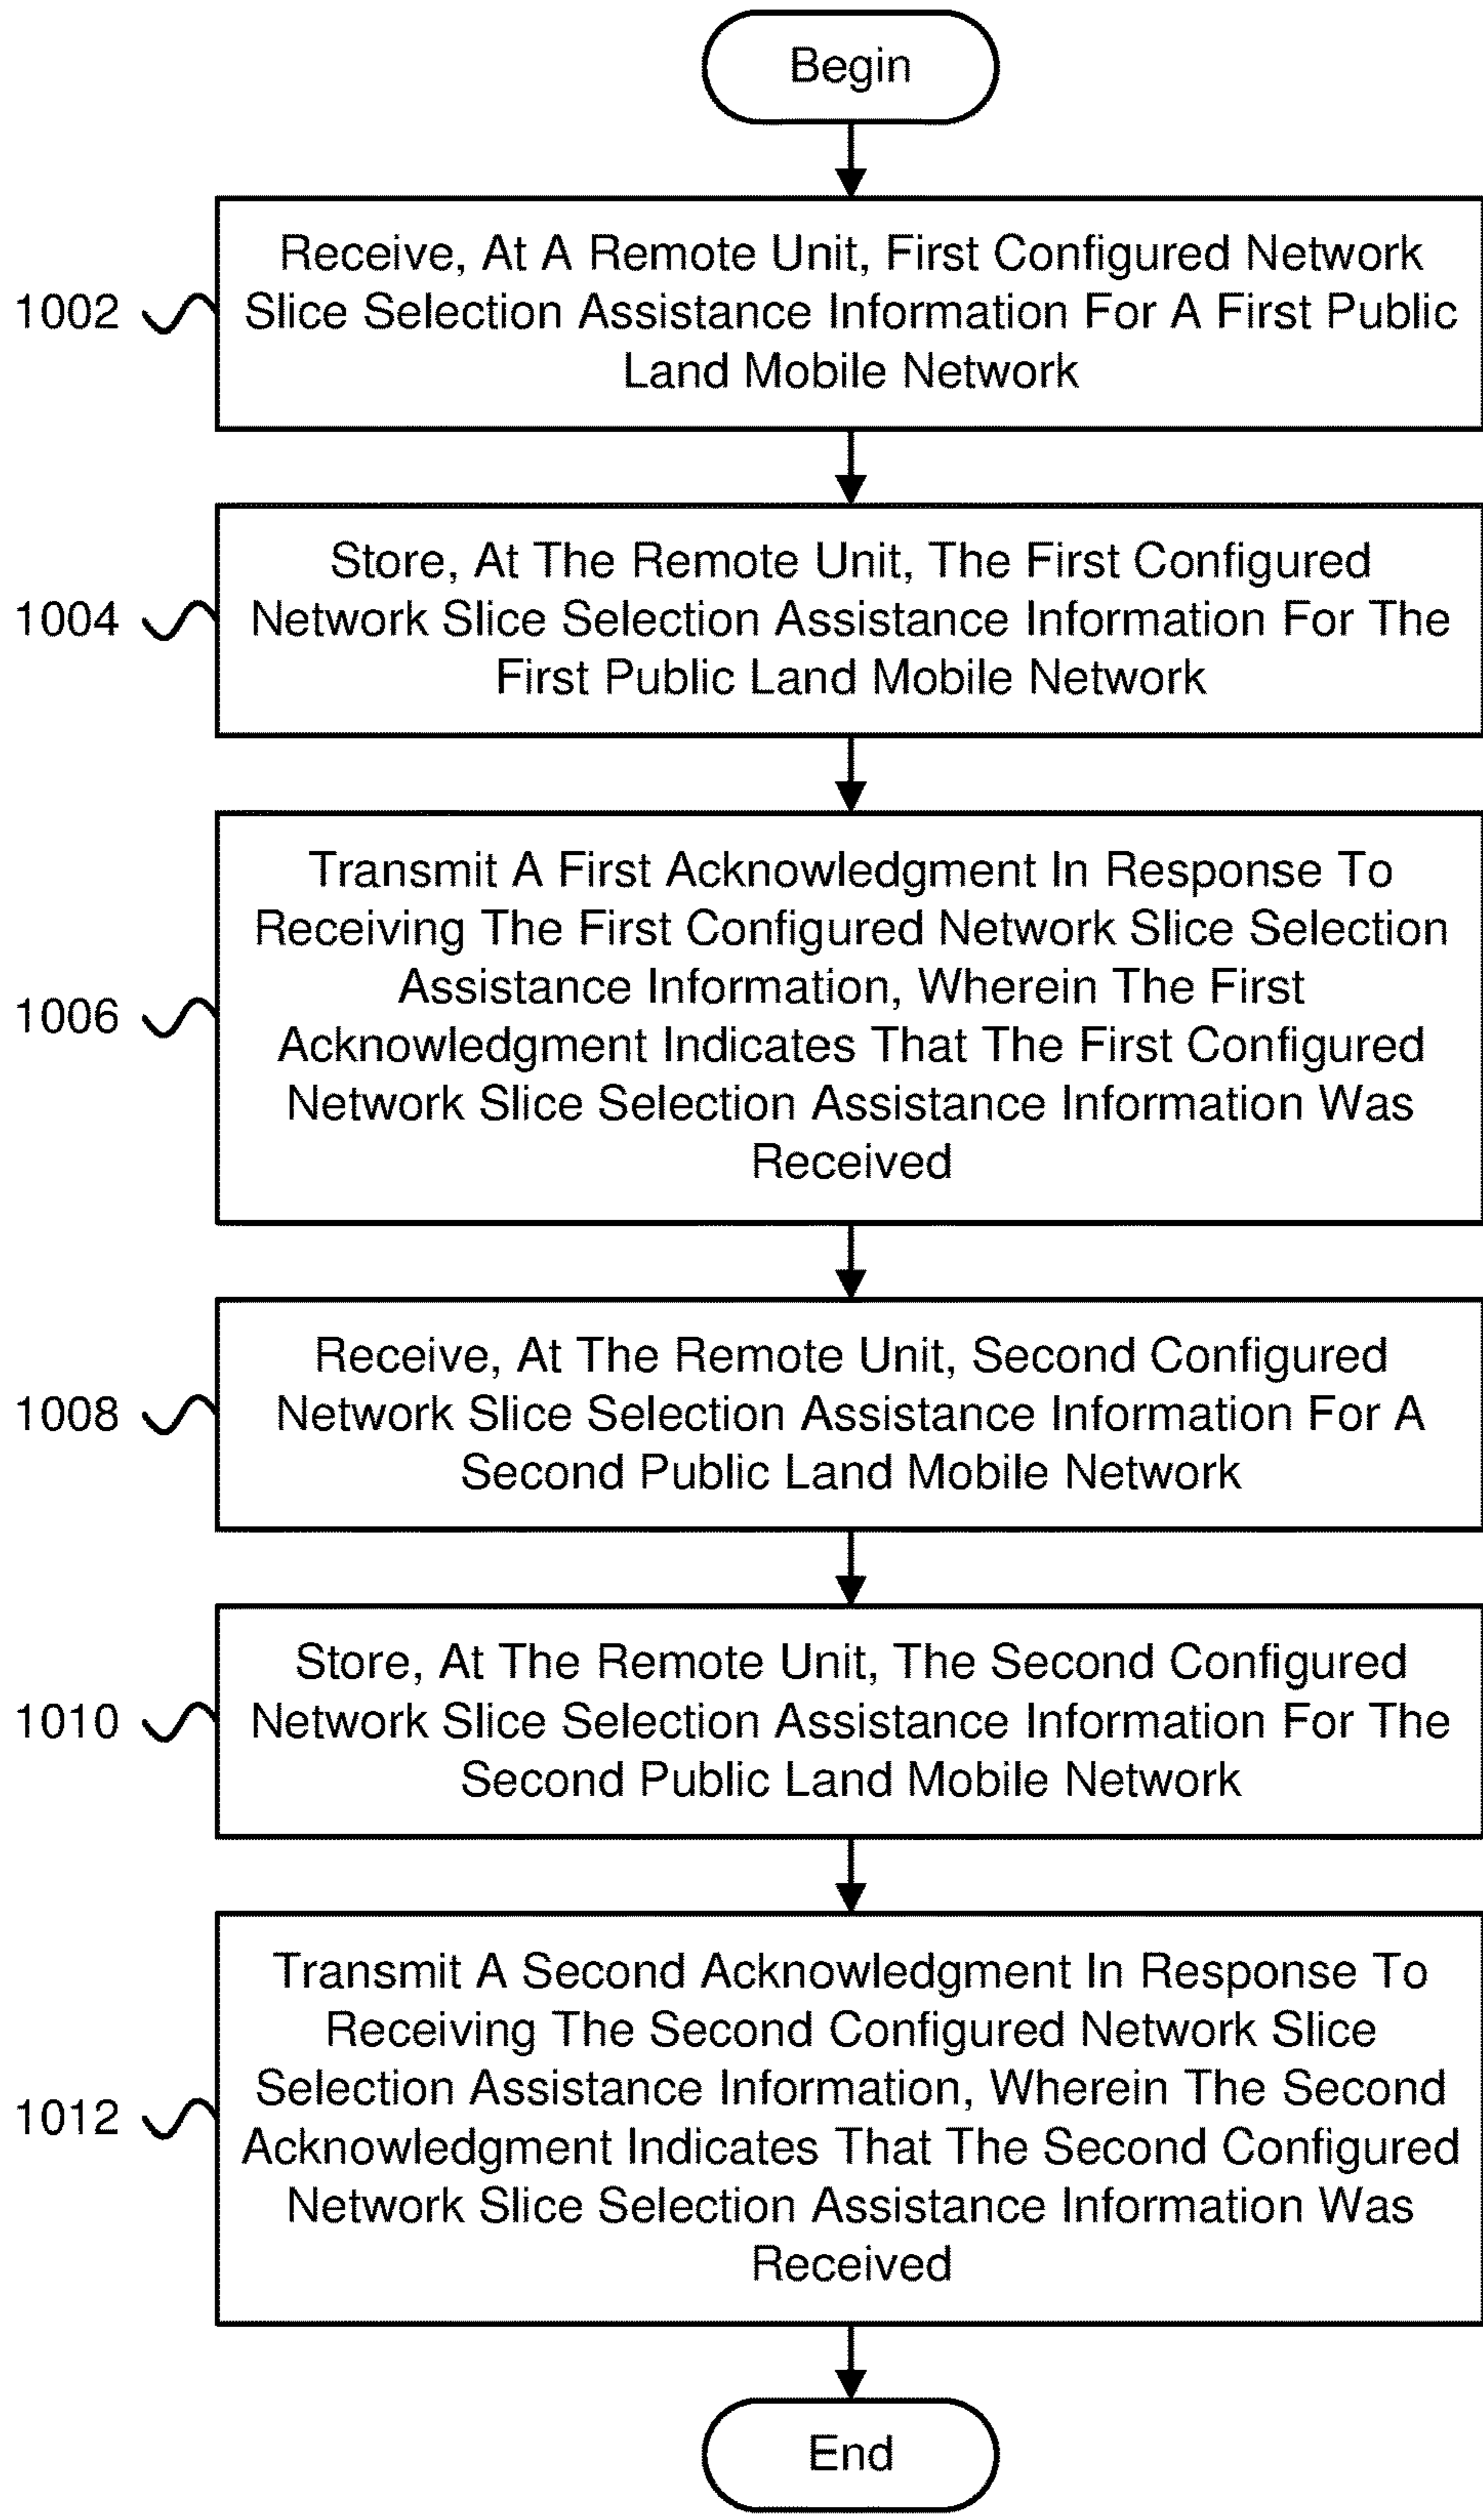 Begin
Receive, At A Remote Unit, First Configured Network
1002
Slice Selection Assistance Information For A First Public
Land Mobile Network
Store, At The Remote Unit, The First Configured
1004
Network Slice Selection Assistance Information For The
First Public Land Mobile Network
Transmit A First Acknowledgment In Response To
Receiving The First Configured Network Slice Selection
Assistance Information, Wherein The First
1006
Acknowledgment Indicates That The First Configured
Network Slice Selection Assistance Information Was
Received
Receive, At The Remote Unit, Second Configured
1008
Network Slice Selection Assistance Information For A
Second Public Land Mobile Network
Store, At The Remote Unit, The Second Configured
1010
Network Slice Selection Assistance Information For The
Second Public Land Mobile Network
Transmit A Second Acknowledgment In Response To
Receiving The Second Configured Network Slice
Selection Assistance Information, Wherein The Second
1012
Acknowledgment Indicates That The Second Configured
Network Slice Selection Assistance Information Was
Received
End